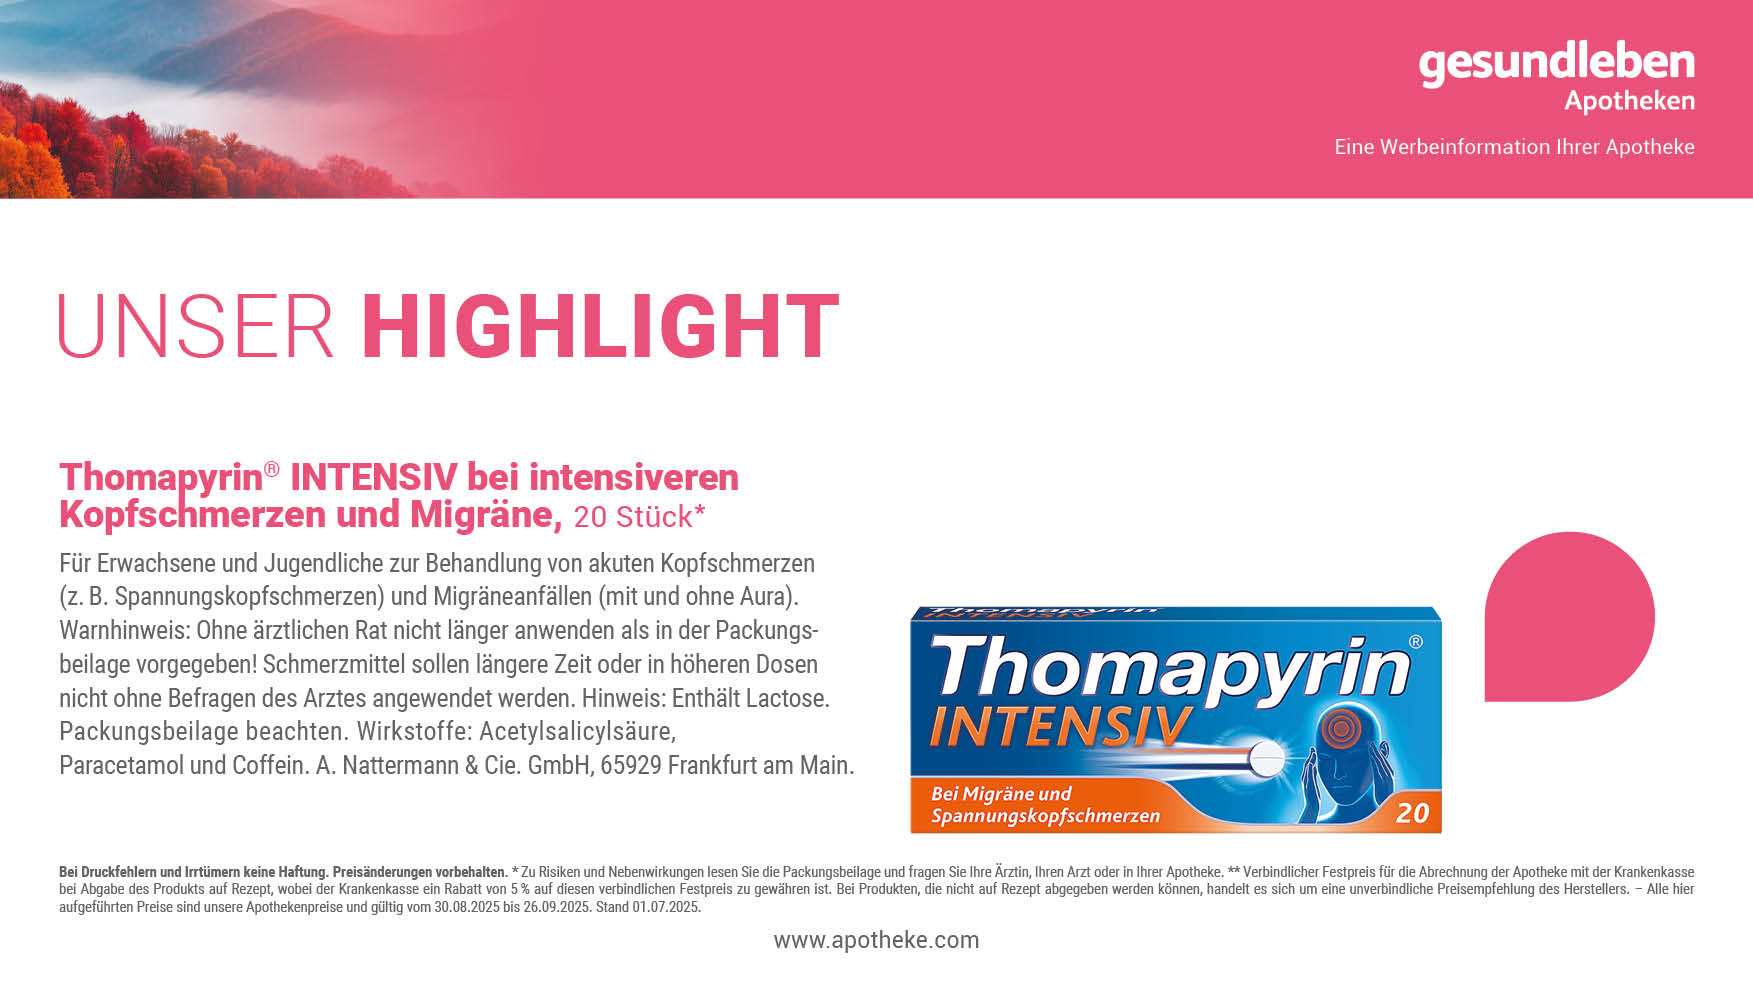 gesundleben
Apotheken
Eine Werbeinformation Ihrer Apotheke
UNSER HIGHLIGHT
Thomapyrin® INTENSIV bei intensiveren
Kopfschmerzen und Migräne, 20 Stück*
Für Erwachsene und Jugendliche zur Behandlung von akuten Kopfschmerzen
(z. B. Spannungskopfschmerzen) und Migräneanfällen (mit und ohne Aura).
Warnhinweis: Ohne ärztlichen Rat nicht länger anwenden als in der Packungs-
beilage vorgegeben! Schmerzmittel sollen längere Zeit oder in höheren Dosen
nicht ohne Befragen des Arztes angewendet werden. Hinweis: Enthält Lactose.
Packungsbeilage beachten. Wirkstoffe: Acetylsalicylsäure,
Paracetamol und Coffein. A. Nattermann & Cie. GmbH, 65929 Frankfurt am Main.
Thomapyrin
INTENSIV
Thomapyrin®
INTENSIV
Bei Migräne und
Spannungskopfschmerzen
20
Bei Druckfehlern und Irrtümern keine Haftung. Preisänderungen vorbehalten. * Zu Risiken und Nebenwirkungen lesen Sie die Packungsbeilage und fragen Sie Ihre Ärztin, Ihren Arzt oder in Ihrer Apotheke. ** Verbindlicher Festpreis für die Abrechnung der Apotheke mit der Krankenkasse
bei Abgabe des Produkts auf Rezept, wobei der Krankenkasse ein Rabatt von 5 % auf diesen verbindlichen Festpreis zu gewähren ist. Bei Produkten, die nicht auf Rezept abgegeben werden können, handelt es sich um eine unverbindliche Preisempfehlung des Herstellers. – Alle hier
aufgeführten Preise sind unsere Apothekenpreise und gültig vom 30.08.2025 bis 26.09.2025. Stand 01.07.2025.
www.apotheke.com